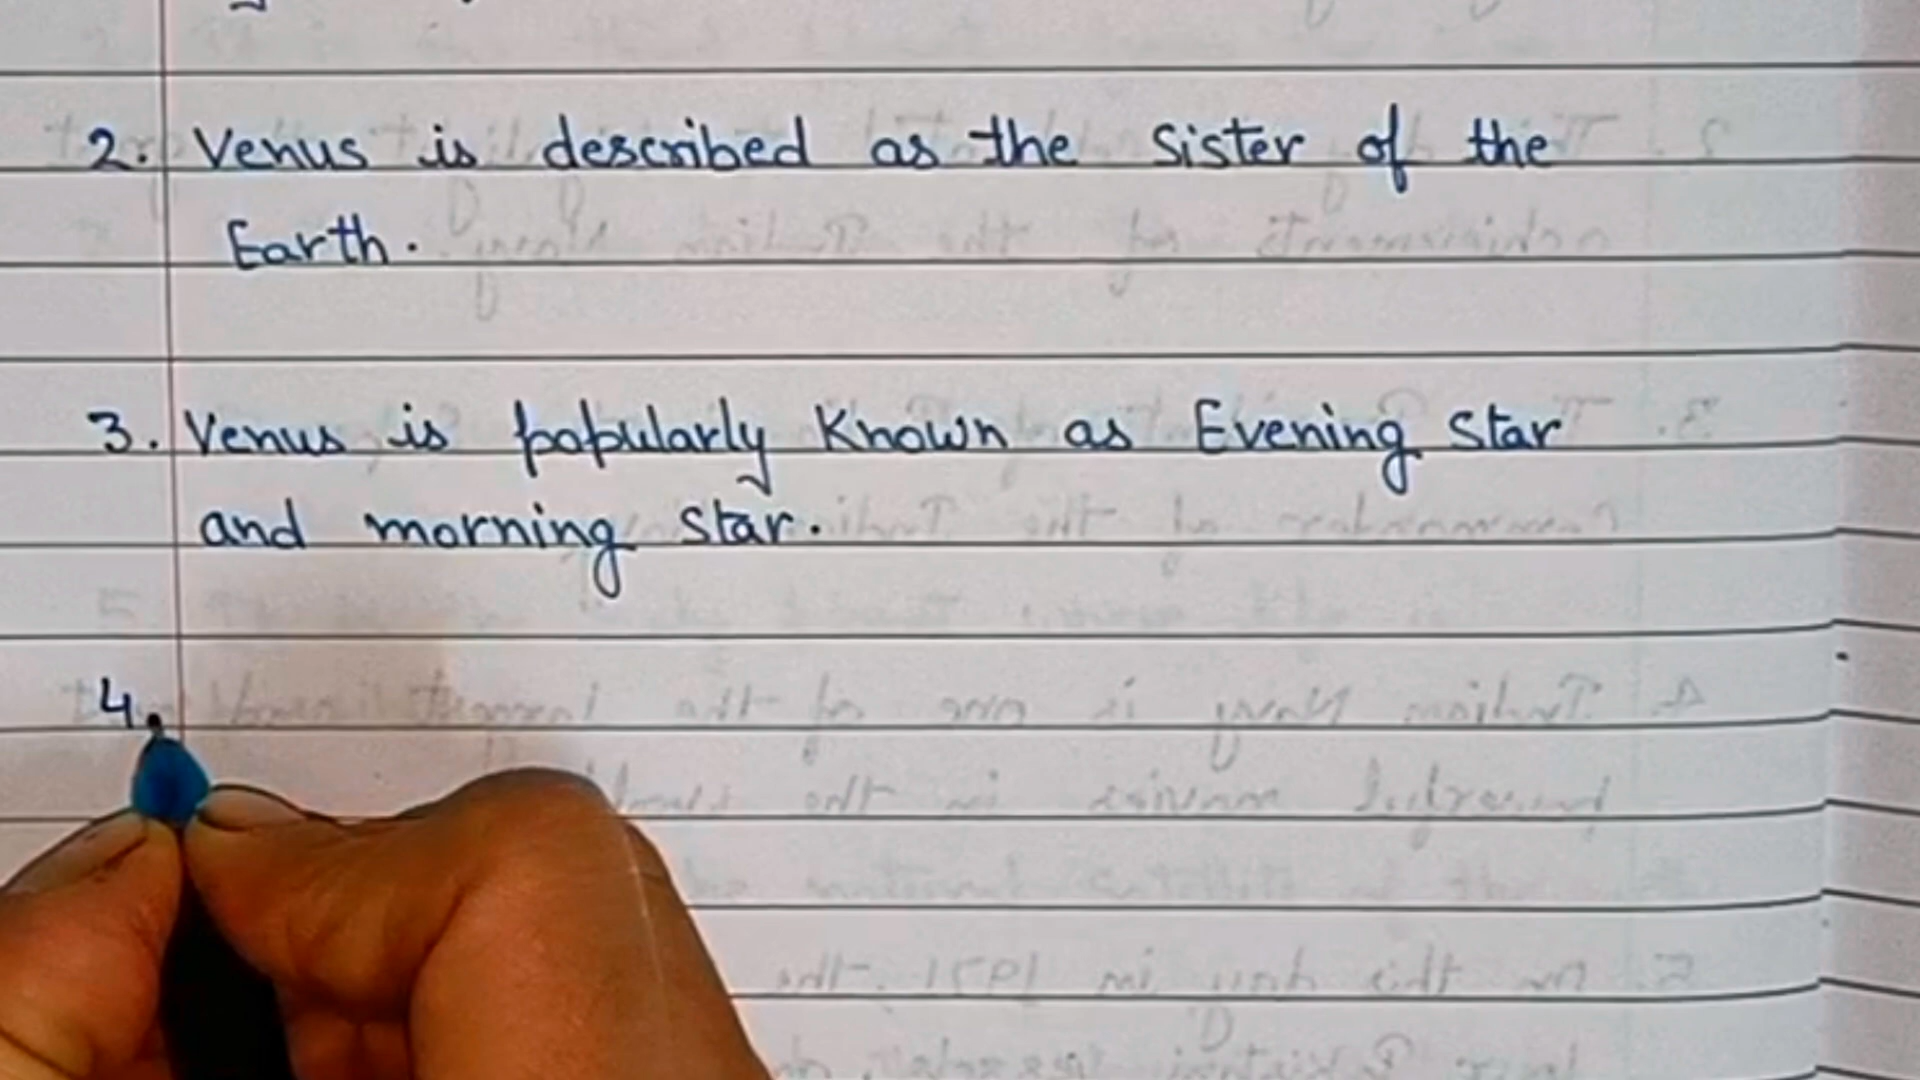 2. Venus is described as the sister of the
Earth.
3. Venus is popularly known as Evening star
and morning star.
4.